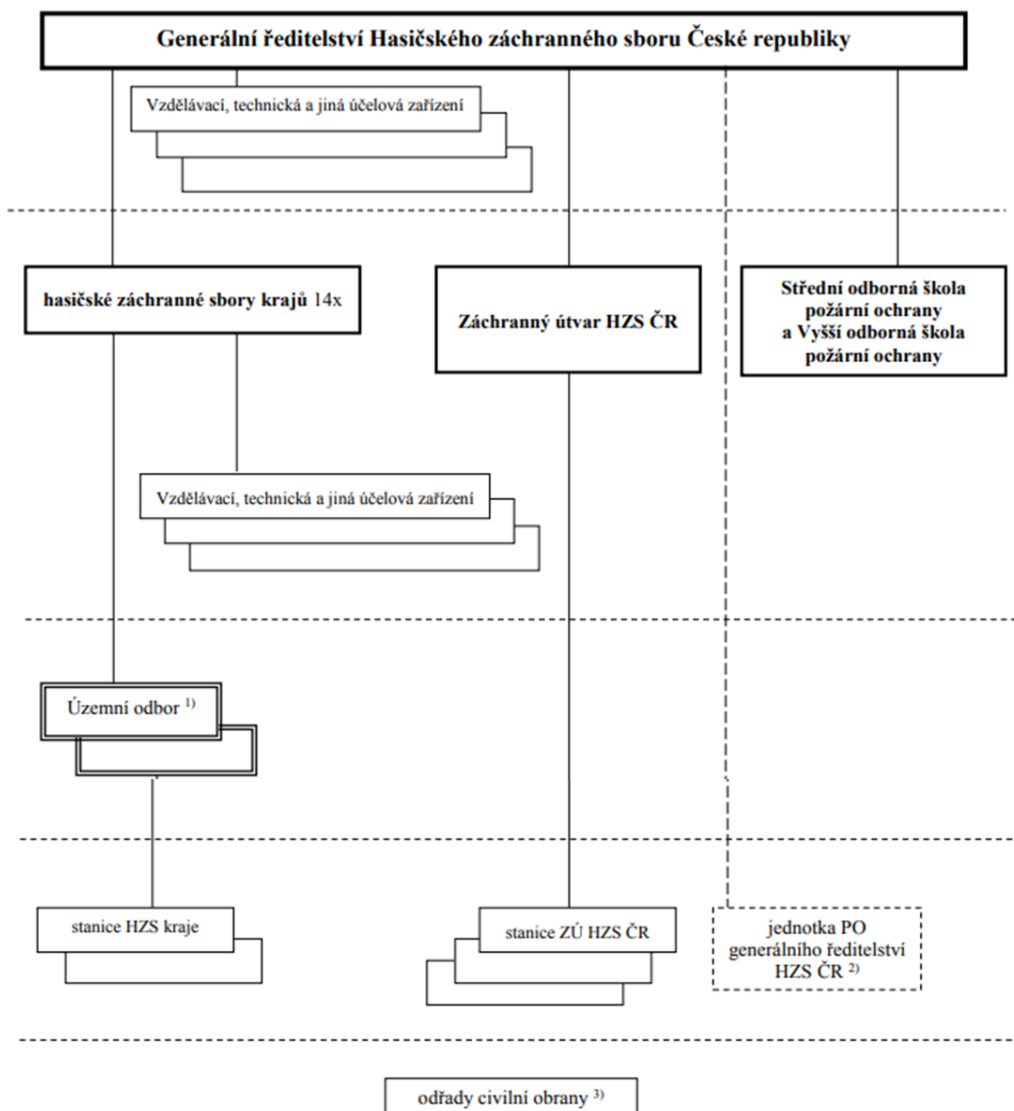 Generální ředitelství Hasičského záchranného sboru České republiky
Vzdělávací, technická a jiná účelová zařízení
hasičské záchranné sbory krajů 14x
Záchranný útvar HZS ČR
Střední odborná škola
požární ochrany
a Vyšší odborná škola
požární ochrany
Vzdělávací, technická a jiná účelová zařízení
Územní odbor 1)
stanice HZS kraje
stanice ZÚ HZS ČR
jednotka PO
generálního ředitelství
HZS ČR 2)
odřady civilní obrany 3)